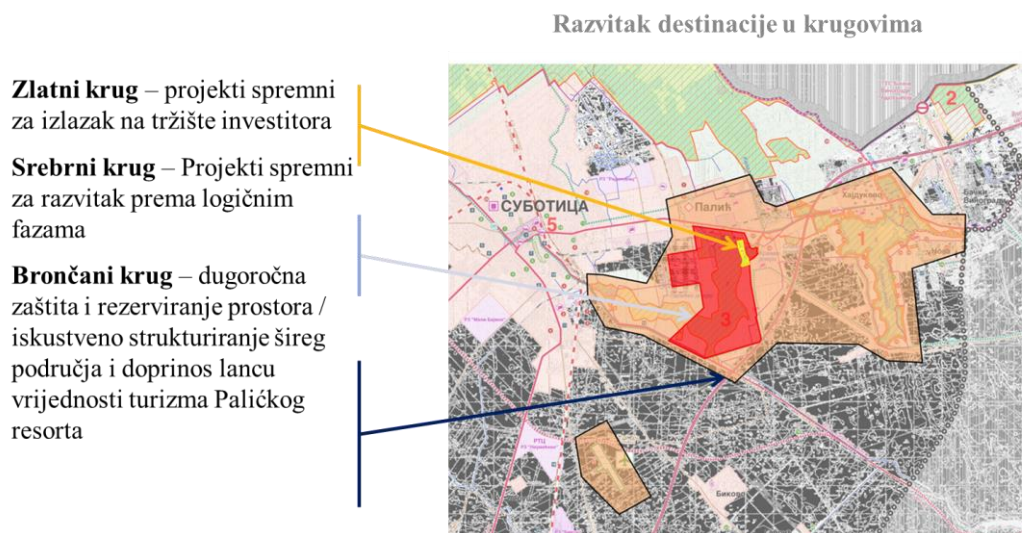 Razvitak destinacije u krugovima
Zlatni krug – projekti spremni
za izlazak na tržište investitora
Srebrni krug – Projekti spremni
za razvitak prema logičnim
fazama
Brončani krug – dugoročna
zaštita i rezerviranje prostora /
iskustveno strukturiranje šireg
područja i doprinos lancu
vrijednosti turizma Palićkog
resorta
2
СУБОТИЦА
5
Палић
Хајдуково
1
3
РТЦ
Биково